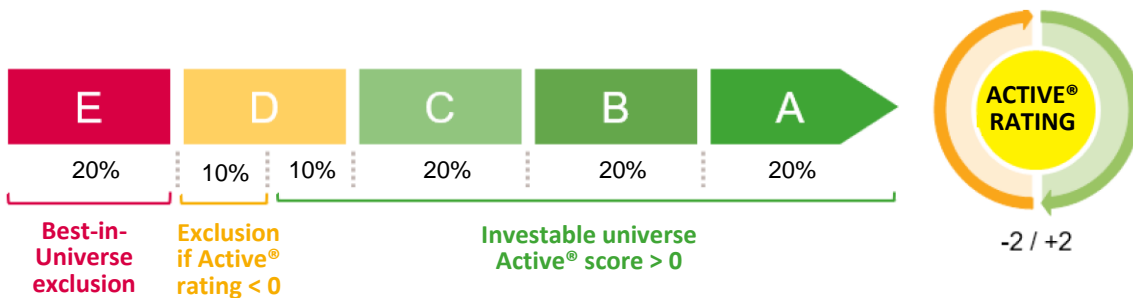 E D C B A
20% 10% 10% 20% 20% 20%
Best-in-
Universe
exclusion
Exclusion
if Active®
rating < 0
Investable universe
Active® score > 0
ACTIVE®
RATING
-2 / +2